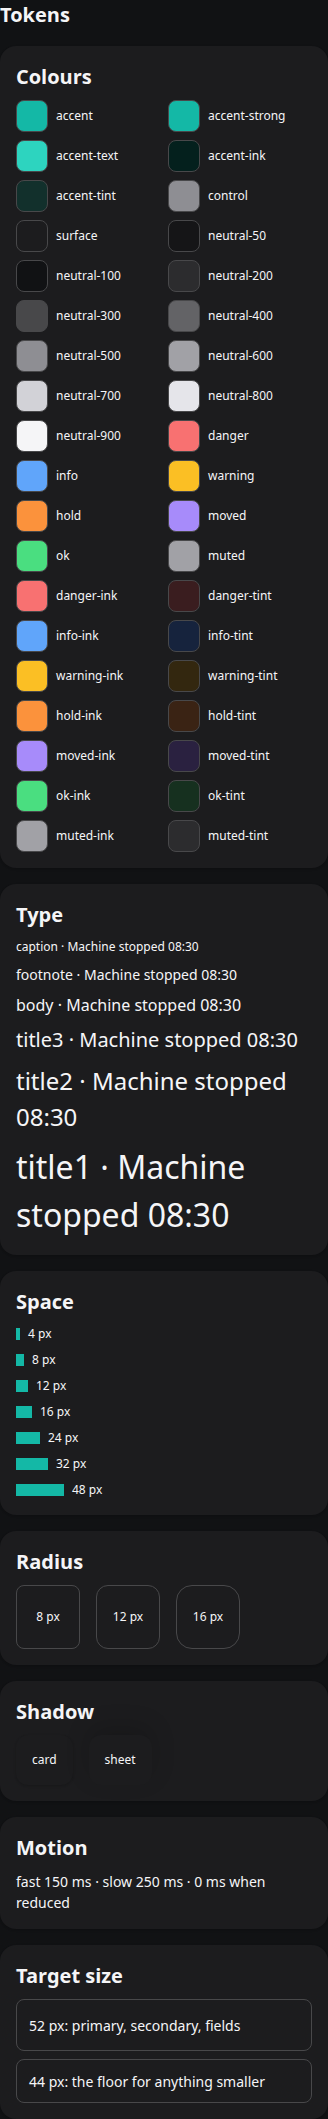 Tokens
Colours
accent
accent-strong
accent-text
accent-ink
accent-tint
control
surface
neutral-50
neutral-100
neutral-200
neutral-300
neutral-400
neutral-500
neutral-600
neutral-700
neutral-800
neutral-900
danger
info
warning
hold
moved
ok
muted
danger-ink
danger-tint
info-ink
info-tint
warning-ink
warning-tint
hold-ink
hold-tint
moved-ink
moved-tint
ok-ink
ok-tint
muted-ink
muted-tint
Type
caption · Machine stopped 08:30
footnote · Machine stopped 08:30
body · Machine stopped 08:30
title3 · Machine stopped 08:30
title2 · Machine stopped
08:30
title1 · Machine
stopped 08:30
Space
4 px
8 px
12 px
16 px
24 px
32 px
48 px
Radius
8 px
12 px
16 px
Shadow
card
sheet
Motion
fast 150 ms · slow 250 ms · 0 ms when
reduced
Target size
52 px: primary, secondary, fields
44 px: the floor for anything smaller